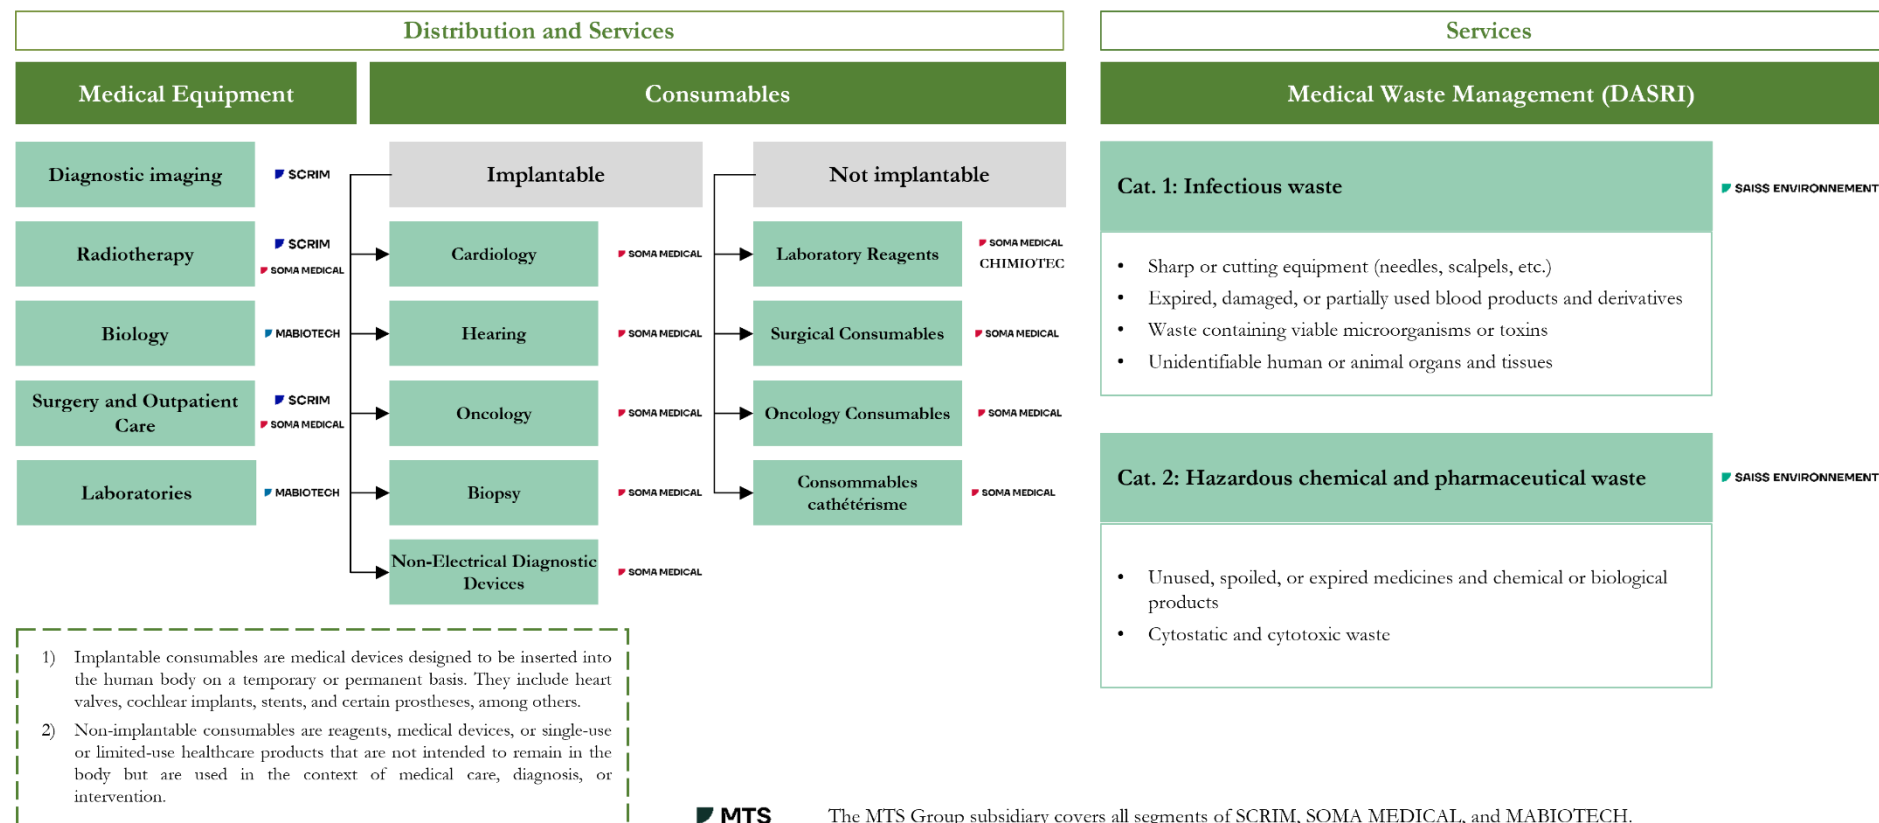 Distribution and Services
Services
Medical Equipment
Consumables
Medical Waste Management (DASRI)
Diagnostic imaging
SCRIM
Implantable
Not implantable
Cat. 1: Infectious waste
SAISS ENVIRONNEMENT
Radiotherapy
SCRIM
SOMA MEDICAL
Cardiology
SOMA MEDICAL
Laboratory Reagents
SOMA MEDICAL
CHIMIOTEC
• Sharp or cutting equipment (needles, scalpels, etc.)
• Expired, damaged, or partially used blood products and derivatives
• Waste containing viable microorganisms or toxins
• Unidentifiable human or animal organs and tissues
Biology
MABIOTECH
Hearing
SOMA MEDICAL
Surgical Consumables
SOMA MEDICAL
Surgery and Outpatient
Care
SCRIM
SOMA MEDICAL
Oncology
SOMA MEDICAL
Oncology Consumables
SOMA MEDICAL
Laboratories
MABIOTECH
Biopsy
SOMA MEDICAL
Consommables
cathétérisme
SOMA MEDICAL
Cat. 2: Hazardous chemical and pharmaceutical waste
SAISS ENVIRONNEMENT
Non-Electrical Diagnostic
Devices
SOMA MEDICAL
• Unused, spoiled, or expired medicines and chemical or biological
products
• Cytostatic and cytotoxic waste
1) Implantable consumables are medical devices designed to be inserted into
the human body on a temporary or permanent basis. They include heart
valves, cochlear implants, stents, and certain prostheses, among others.
2) Non-implantable consumables are reagents, medical devices, or single-use
or limited-use healthcare products that are not intended to remain in the
body but are used in the context of medical care, diagnosis, or
intervention.
MTS
The MTS Group subsidiary covers all segments of SCRIM, SOMA MEDICAL, and MABIOTECH.